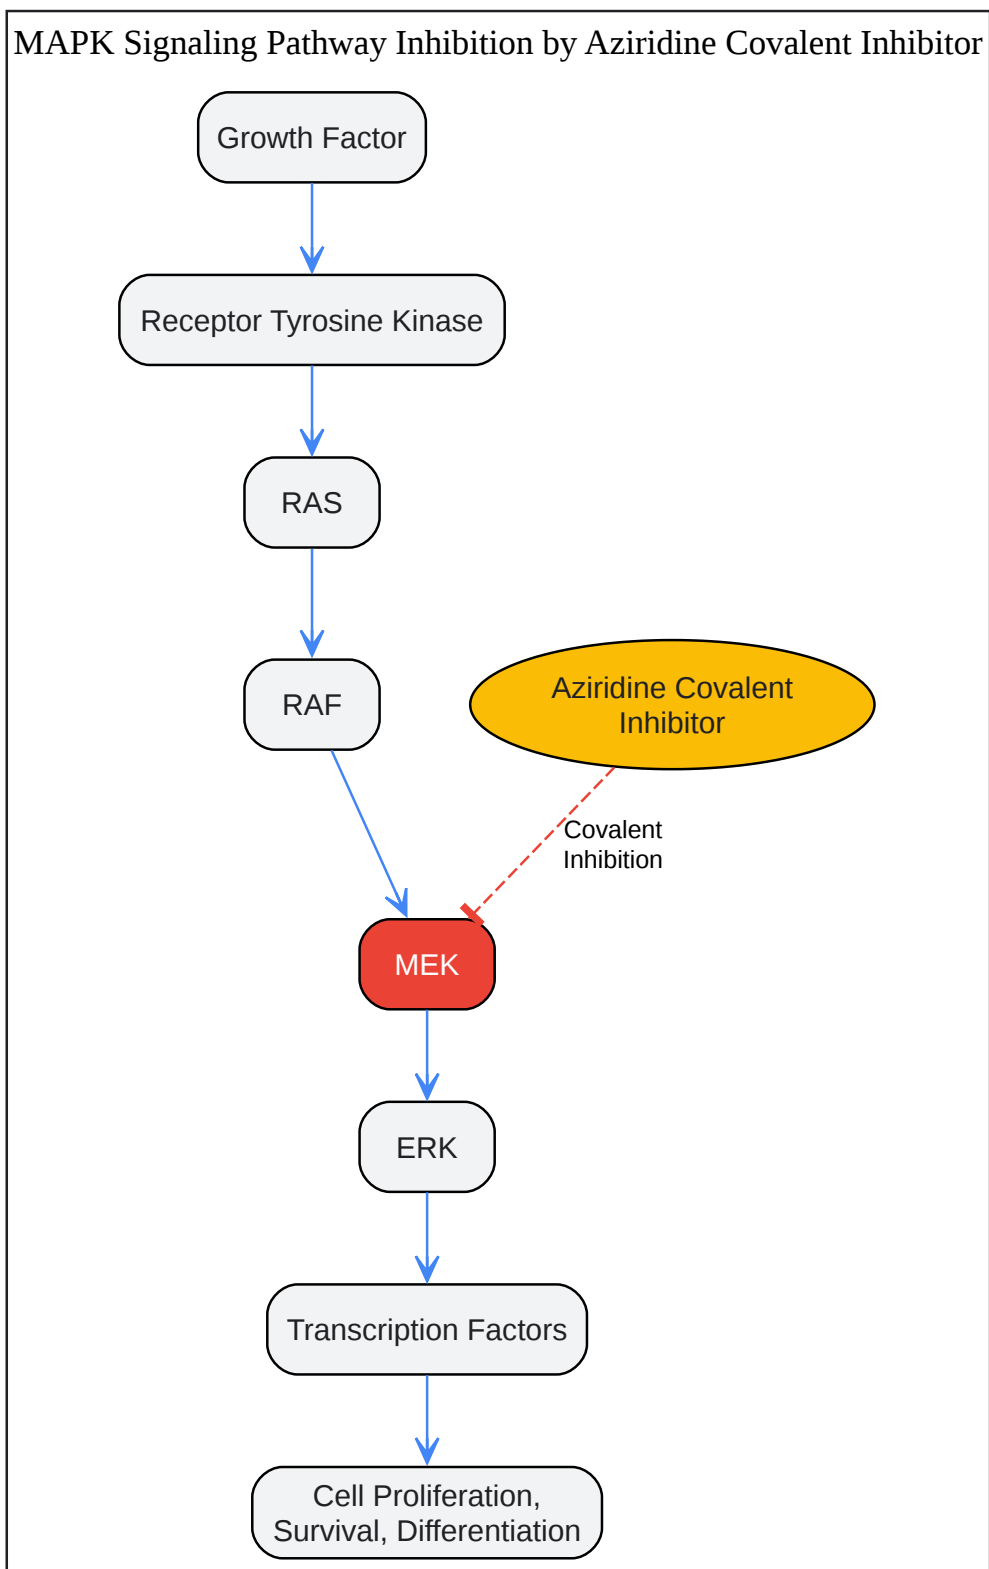 MAPK Signaling Pathway Inhibition by Aziridine Covalent Inhibitor
Growth Factor
Receptor Tyrosine Kinase
RAS
RAF
Aziridine Covalent
Inhibitor
Covalent
Inhibition
MEK
ERK
Transcription Factors
Cell Proliferation,
Survival, Differentiation